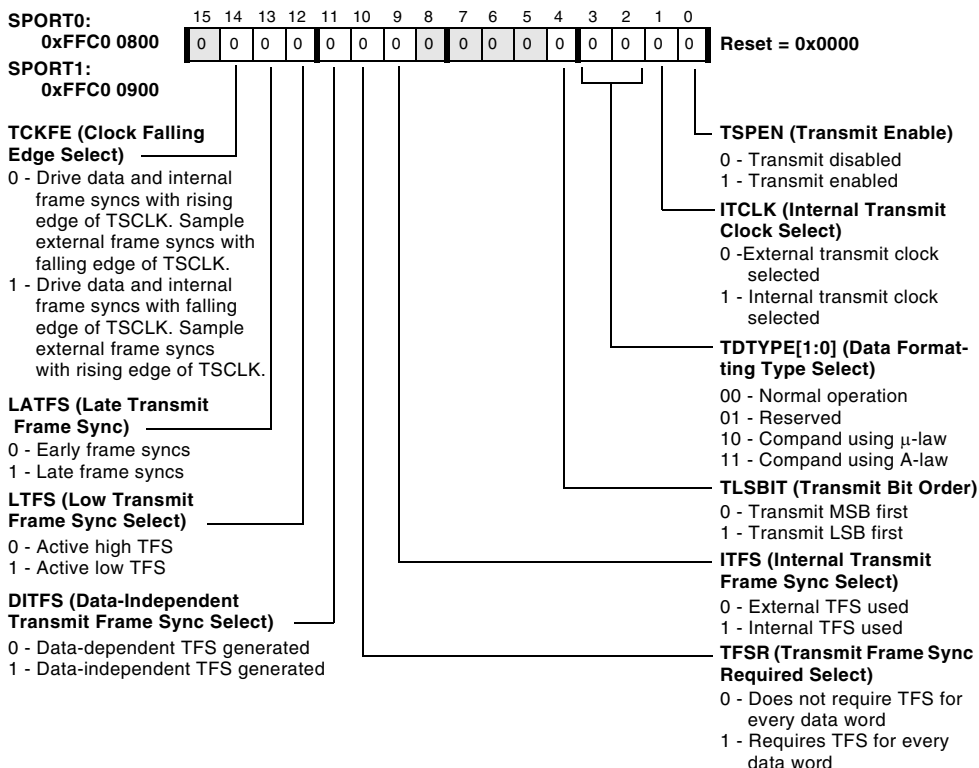 SPORT0:
0xFFC0 0800
SPORT1:
0xFFC0 0900
15 14 13 12 11 10 9 8 7 6 5 4 3 2 1 0
0 0 0 0 0 0 0 0 0 0 0 0 0 0 0 0
Reset = 0x0000
TCKFE (Clock Falling
Edge Select)
0 - Drive data and internal
frame syncs with rising
edge of TSCLK. Sample
external frame syncs with
falling edge of TSCLK.
1 - Drive data and internal
frame syncs with falling
edge of TSCLK. Sample
external frame syncs
with rising edge of TSCLK.
LATFS (Late Transmit
Frame Sync)
0 - Early frame syncs
1 - Late frame syncs
LTFS (Low Transmit
Frame Sync Select)
0 - Active high TFS
1 - Active low TFS
DITFS (Data-Independent
Transmit Frame Sync Select)
0 - Data-dependent TFS generated
1 - Data-independent TFS generated
TSPEN (Transmit Enable)
0 - Transmit disabled
1 - Transmit enabled
ITCLK (Internal Transmit
Clock Select)
0 -External transmit clock
selected
1 - Internal transmit clock
selected
TDTYPE[1:0] (Data Format-
ting Type Select)
00 - Normal operation
01 - Reserved
10 - Compand using μ-law
11 - Compand using A-law
TLSBIT (Transmit Bit Order)
0 - Transmit MSB first
1 - Transmit LSB first
ITFS (Internal Transmit
Frame Sync Select)
0 - External TFS used
1 - Internal TFS used
TFSR (Transmit Frame Sync
Required Select)
0 - Does not require TFS for
every data word
1 - Requires TFS for every
data word